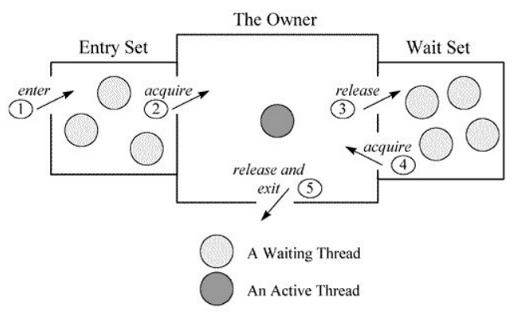 The Owner
Entry Set
Wait Set
enter
1
acquire
2
release
3
acquire
4
release and
exit
5
A Waiting Thread
An Active Thread